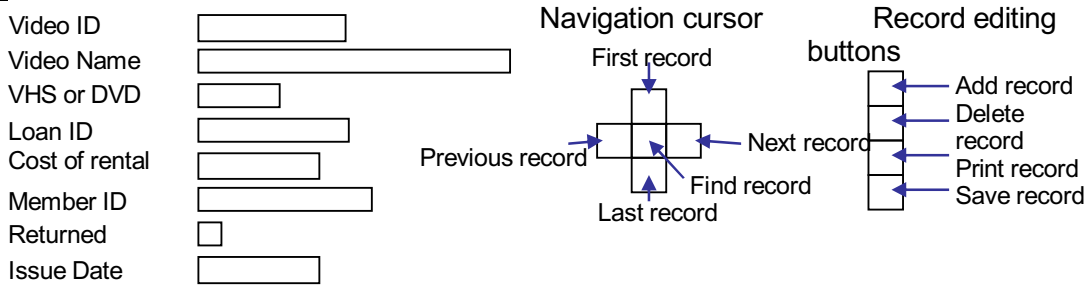 Video ID
Video Name
VHS or DVD
Loan ID
Cost of rental
Member ID
Returned
Issue Date
Navigation cursor
First record
Previous record
Next record
Find record
Last record
Record editing
buttons
Add record
Delete
record
Print record
Save record